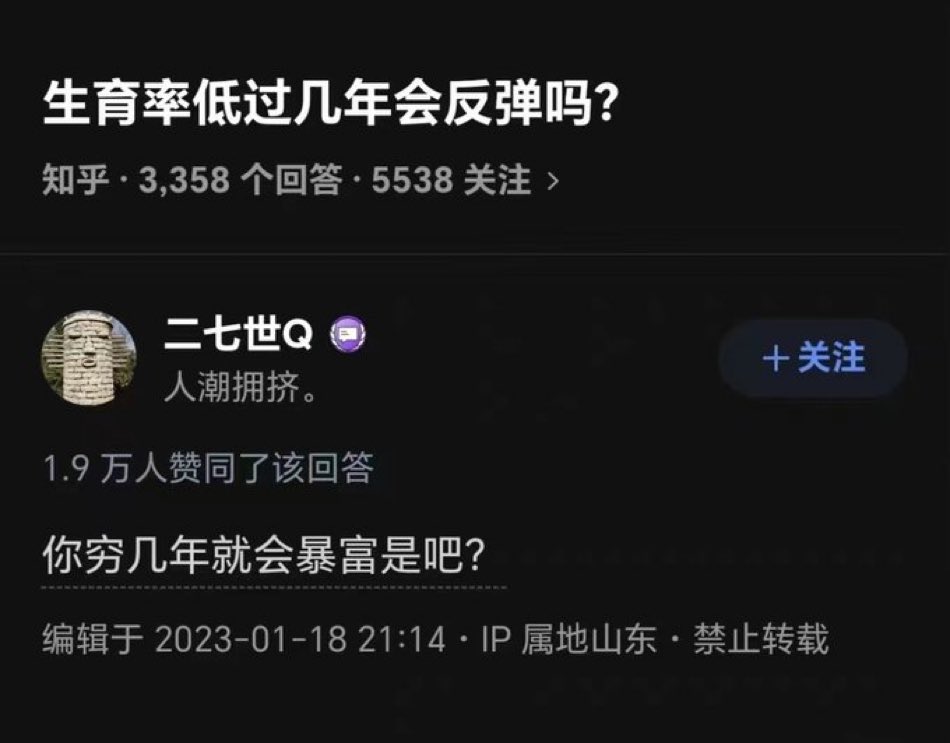 生育率低过几年会反弹吗?
知乎 · 3,358 个回答 · 5538 关注 >
二七世Q
人潮拥挤。
+关注
1.9 万人赞同了该回答
你穷几年就会暴富是吧?
编辑于 2023-01-18 21:14 · IP 属地山东 · 禁止转载